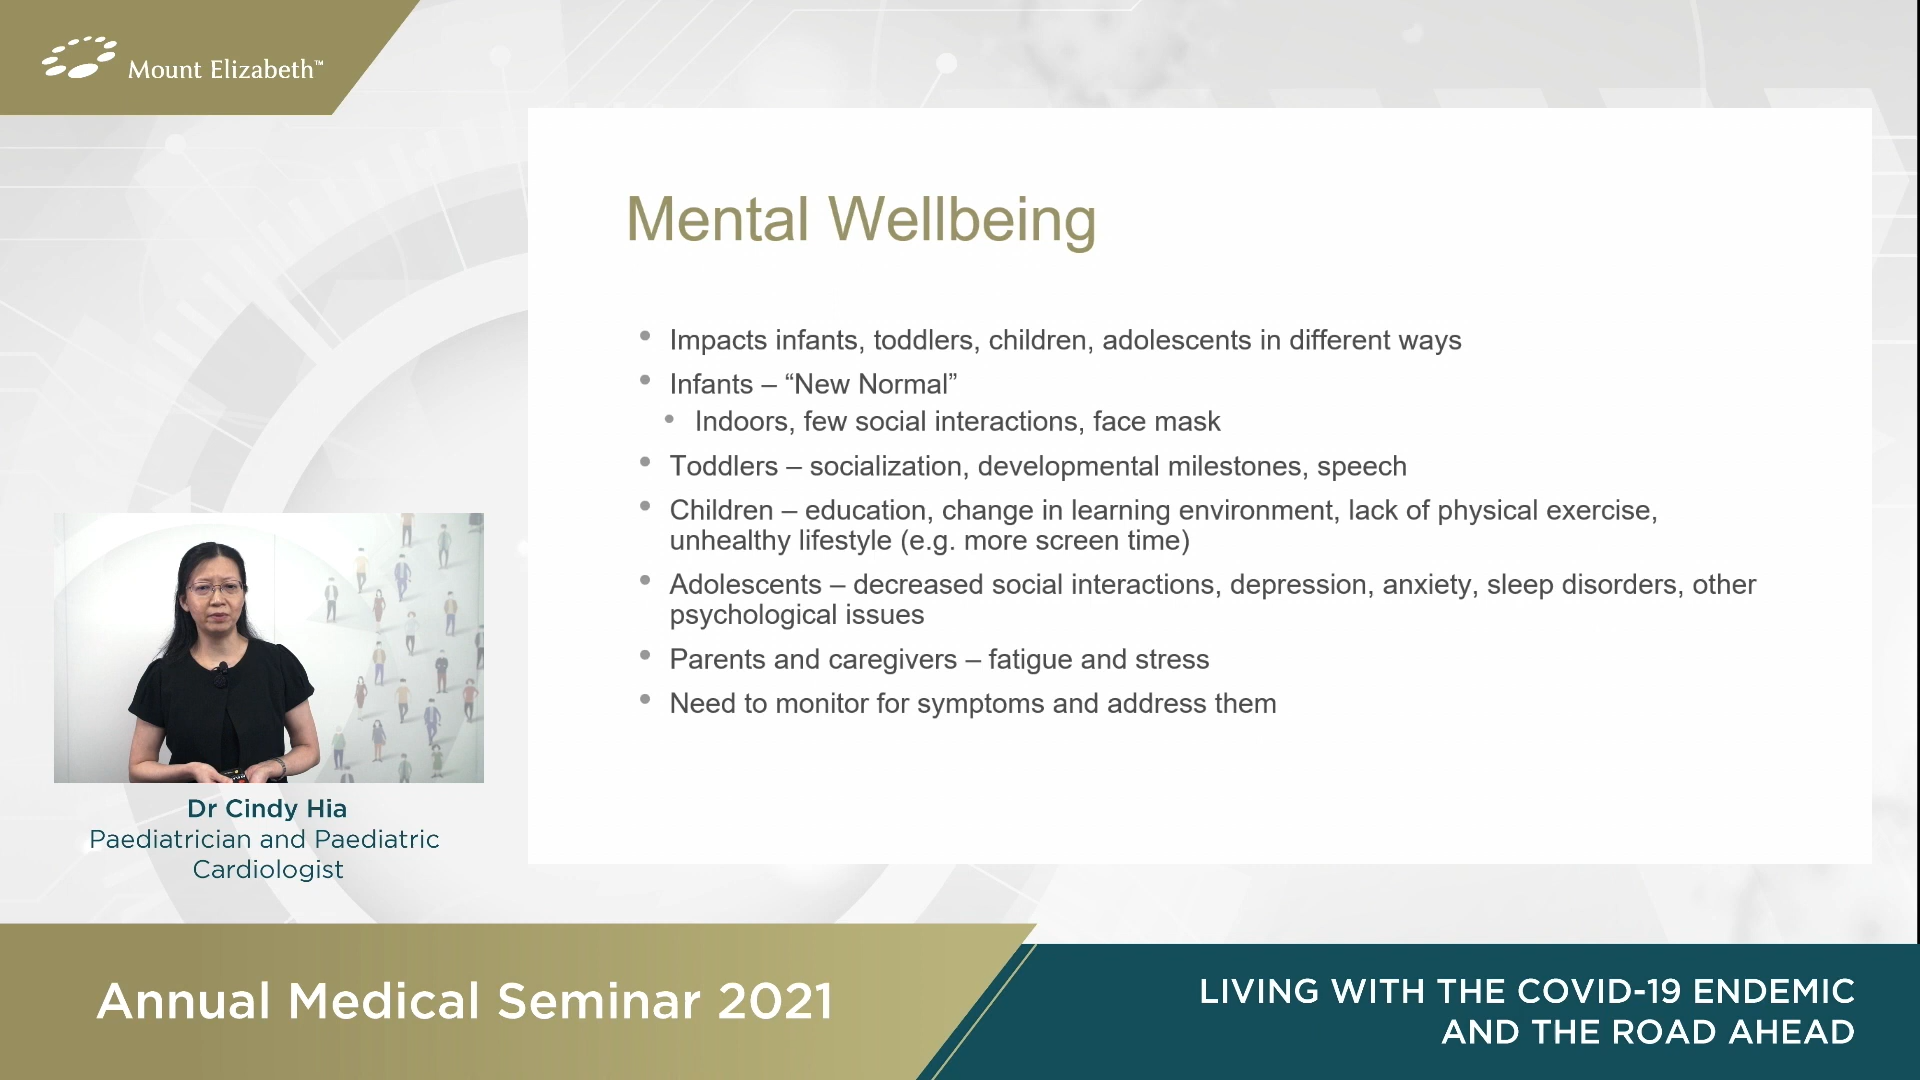 Mount Elizabeth™
Mental Wellbeing
• Impacts infants, toddlers, children, adolescents in different ways
• Infants – “New Normal”
• Indoors, few social interactions, face mask
• Toddlers – socialization, developmental milestones, speech
• Children – education, change in learning environment, lack of physical exercise,
unhealthy lifestyle (e.g. more screen time)
• Adolescents – decreased social interactions, depression, anxiety, sleep disorders, other
psychological issues
• Parents and caregivers – fatigue and stress
• Need to monitor for symptoms and address them
Dr Cindy Hia
Paediatrician and Paediatric
Cardiologist
Annual Medical Seminar 2021
LIVING WITH THE COVID-19 ENDEMIC
AND THE ROAD AHEAD